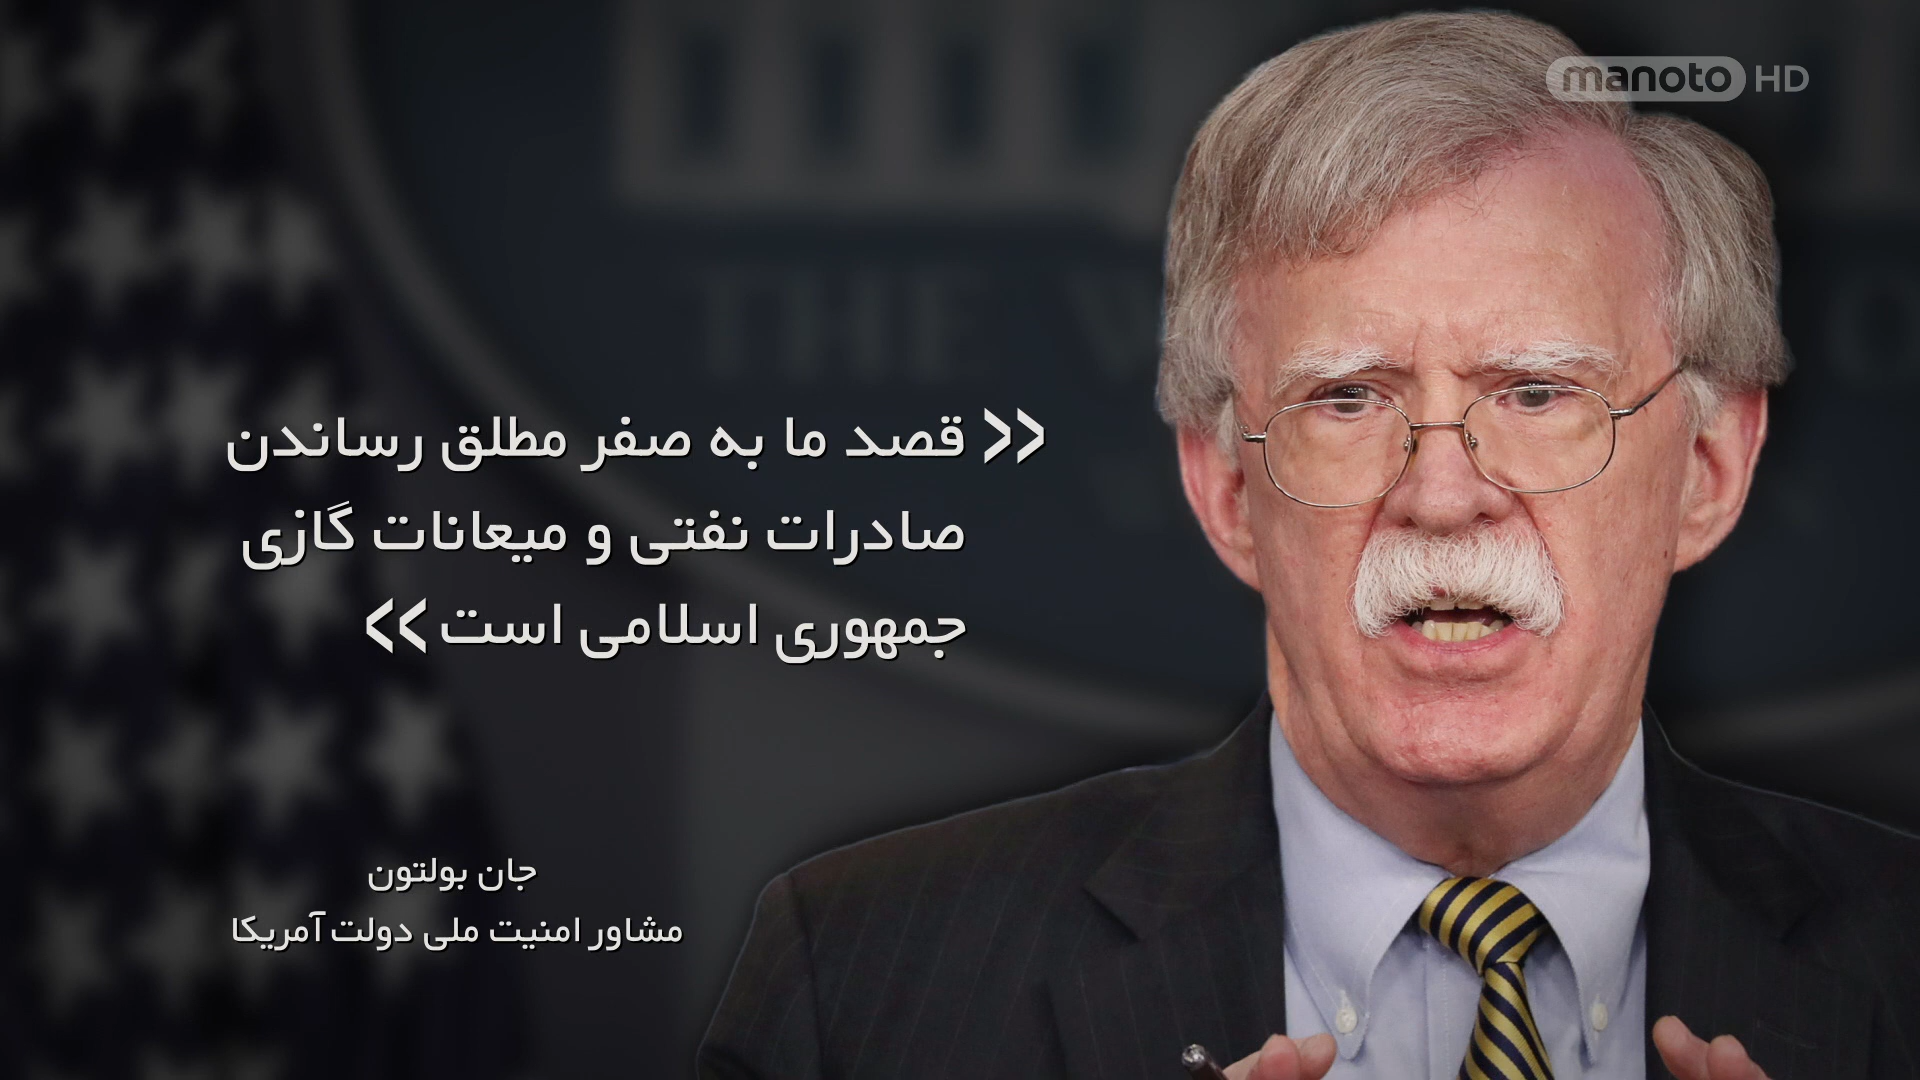 manoto HD
«قصد ما به صفر مطلق رساندن
صادرات نفتی و میعانات گازی
جمهوری اسلامی است»
جان بولتون
مشاور امنیت ملی دولت آمریکا
THE W